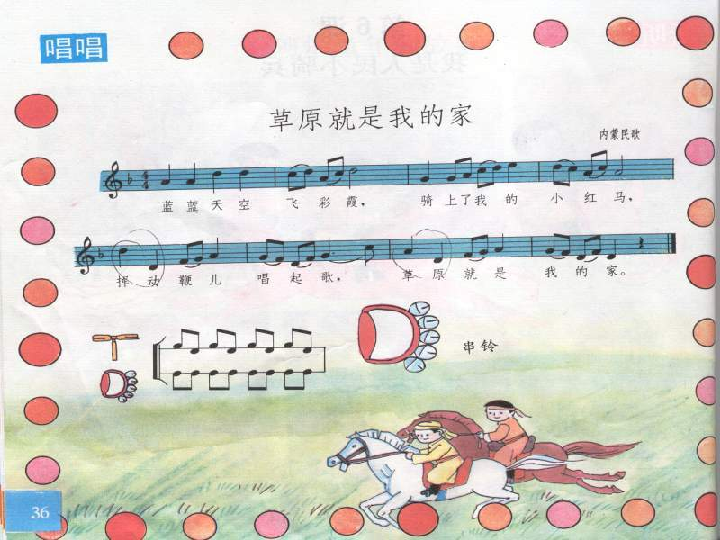 唱唱
草原就是我的家
内蒙民歌
4
4
蓝蓝天空 飞彩霞， 骑上了我的 小红马，
挥动鞭儿 唱起歌， 草原就是 我的家。
串铃
36